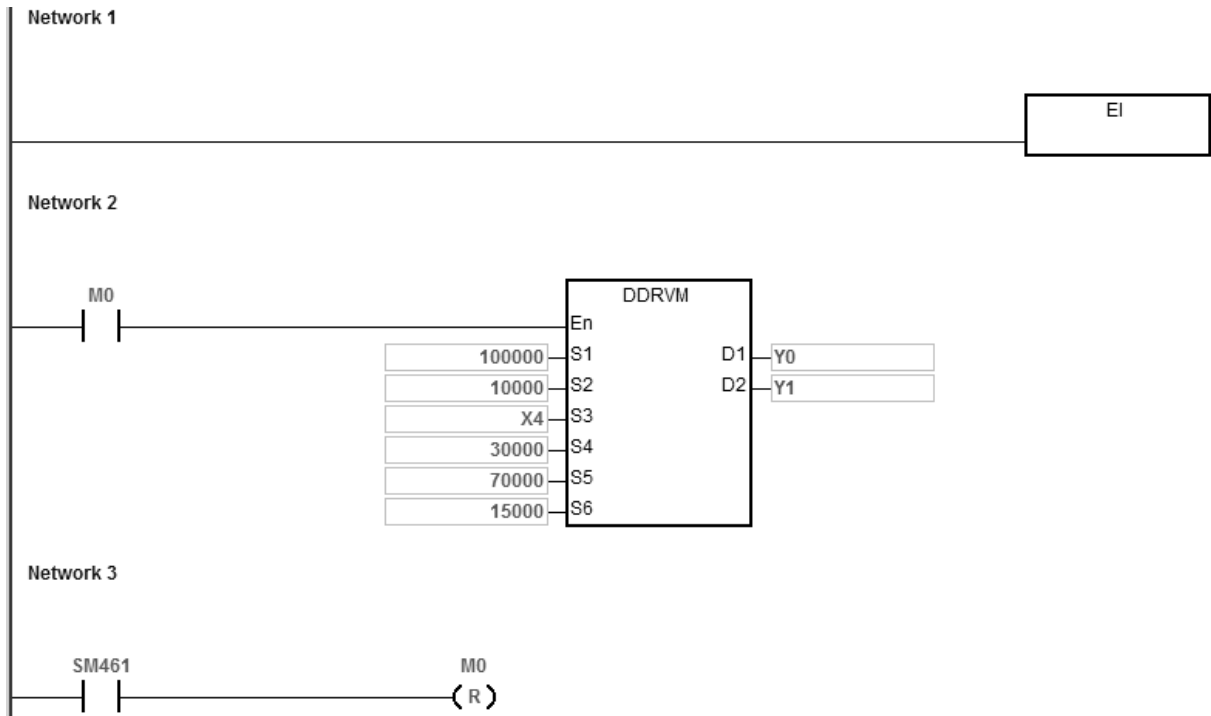 Network 1
EI
Network 2
M0
DDRVM
En
100000 S1 D1 Y0
10000 S2 D2 Y1
X4 S3
30000 S4
70000 S5
15000 S6
Network 3
SM461 M0
( R )